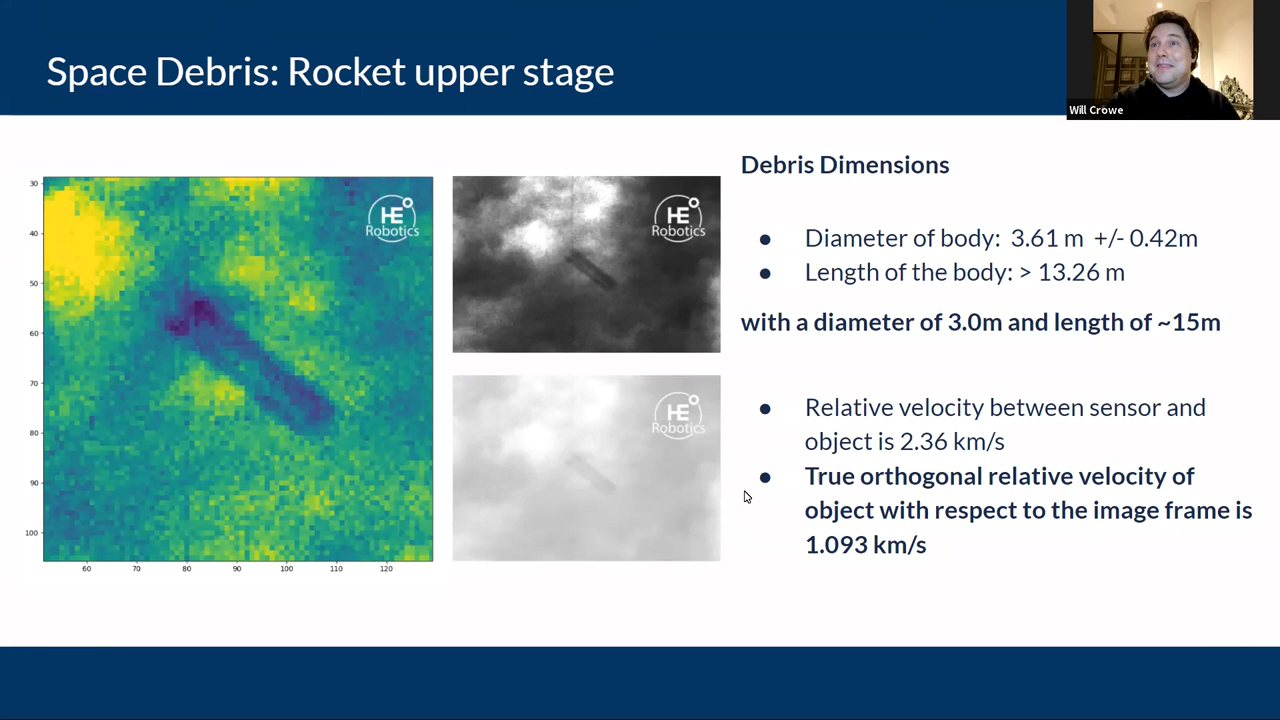 Space Debris: Rocket upper stage
Will Crowe
Debris Dimensions
● Diameter of body: 3.61 m +/- 0.42m
● Length of the body: > 13.26 m
with a diameter of 3.0m and length of ~15m
● Relative velocity between sensor and
object is 2.36 km/s
● True orthogonal relative velocity of
object with respect to the image frame is
1.093 km/s
HE
Robotics
30
40
50
60
70
80
90
100
60 70 80 90 100 110 120
HE
Robotics
HE
Robotics